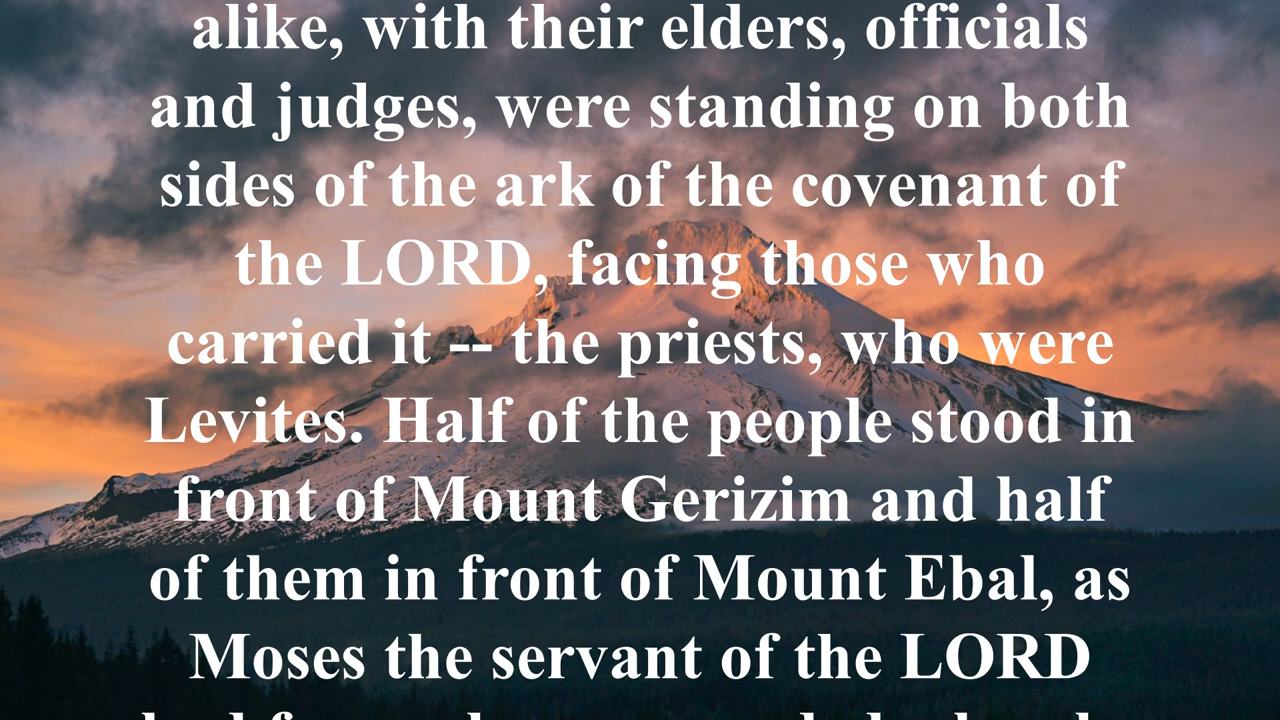 alike, with their elders, officials
and judges, were standing on both
sides of the ark of the covenant of
the LORD, facing those who
carried it -- the priests, who were
Levites. Half of the people stood in
front of Mount Gerizim and half
of them in front of Mount Ebal, as
Moses the servant of the LORD